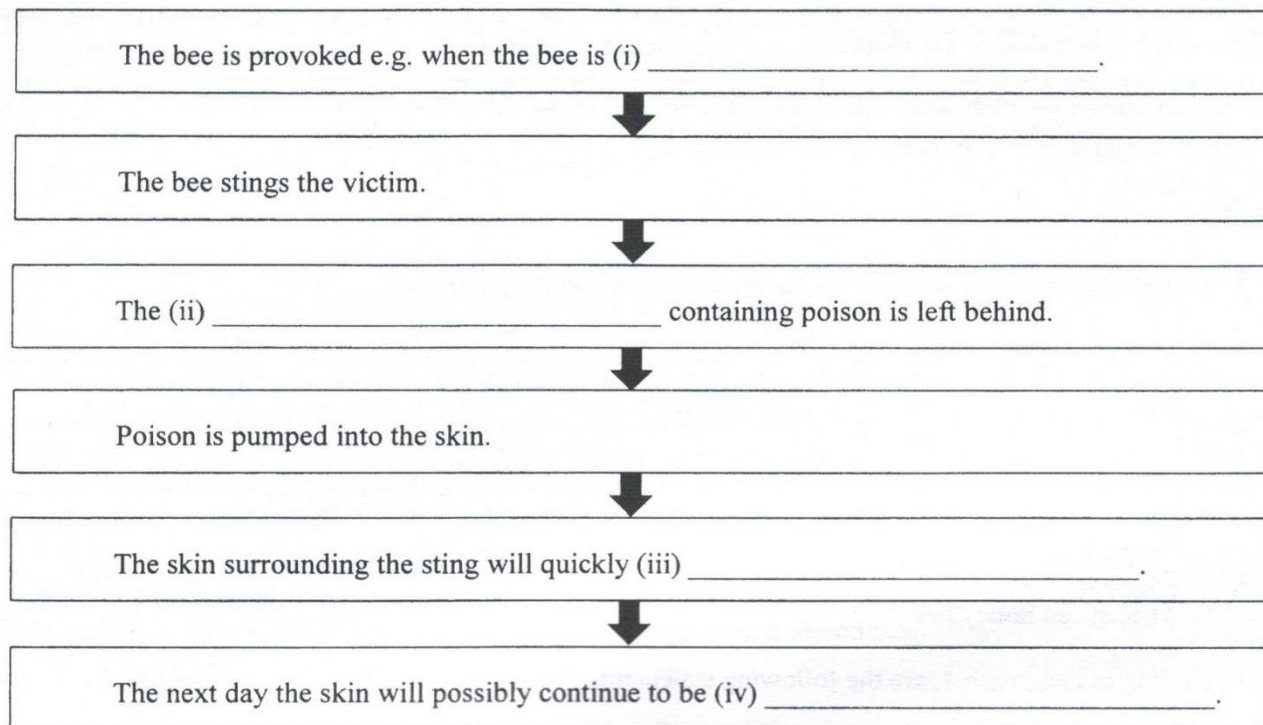 The bee is provoked e.g. when the bee is (i) ______________________________.
The bee stings the victim.
The (ii) ______________________________ containing poison is left behind.
Poison is pumped into the skin.
The skin surrounding the sting will quickly (iii) ______________________________.
The next day the skin will possibly continue to be (iv) ______________________________.